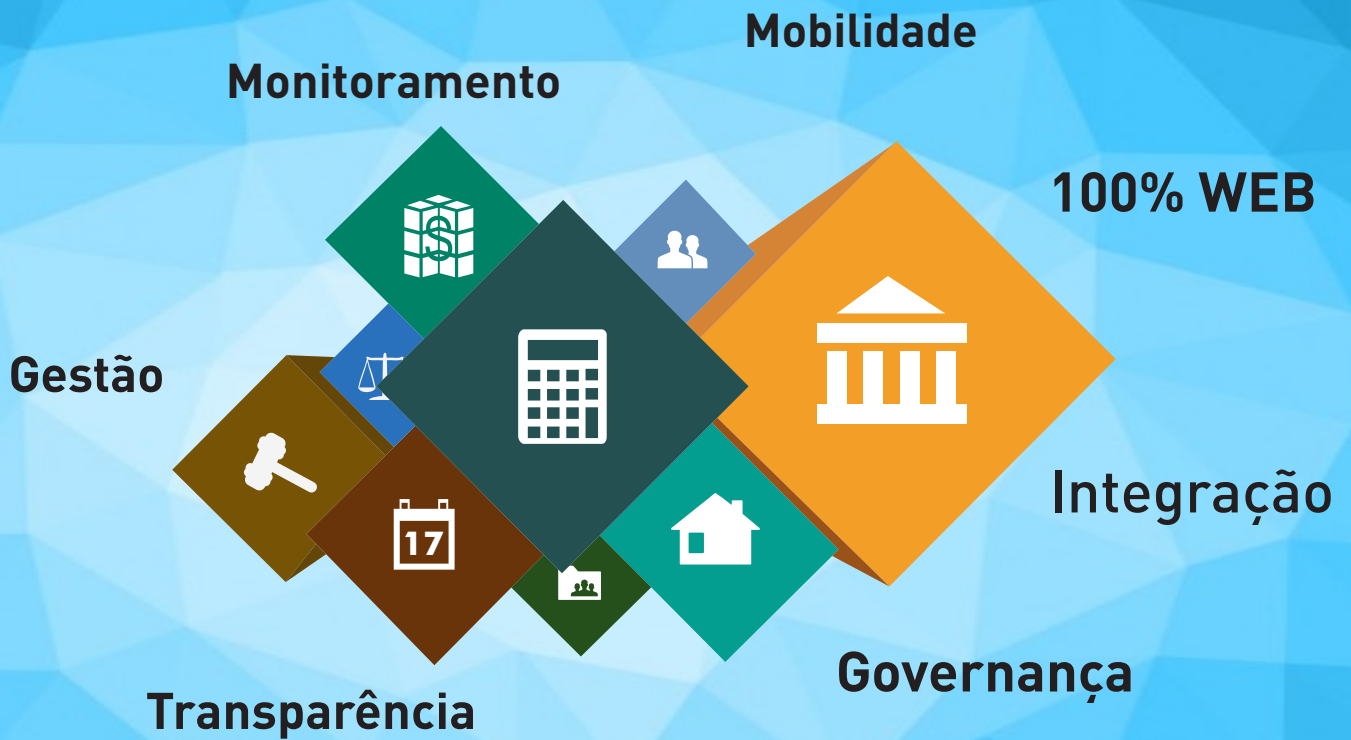 Mobilidade
Monitoramento
100% WEB
$
Gestão
Integração
17
Governança
Transparência